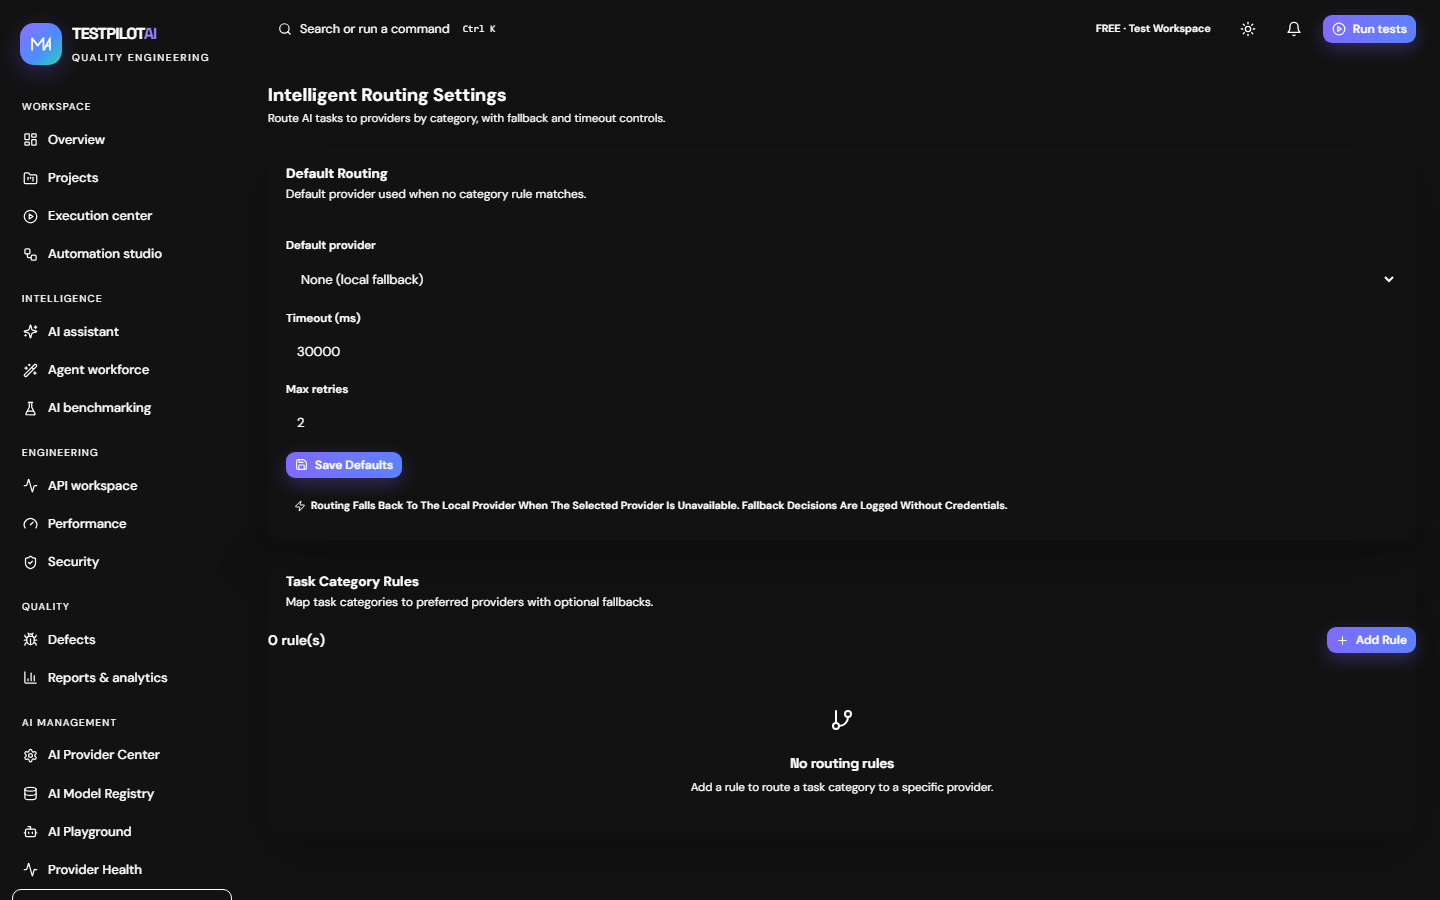 TESTPILOTAI
QUALITY ENGINEERING
WORKSPACE
Overview
Projects
Execution center
Automation studio
INTELLIGENCE
AI assistant
Agent workforce
AI benchmarking
ENGINEERING
API workspace
Performance
Security
QUALITY
Defects
Reports & analytics
AI MANAGEMENT
AI Provider Center
AI Model Registry
AI Playground
Provider Health
Search or run a command Ctrl K
FREE · Test Workspace
Run tests
Intelligent Routing Settings
Route AI tasks to providers by category, with fallback and timeout controls.
Default Routing
Default provider used when no category rule matches.
Default provider
None (local fallback)
Timeout (ms)
30000
Max retries
2
Save Defaults
Routing Falls Back To The Local Provider When The Selected Provider Is Unavailable. Fallback Decisions Are Logged Without Credentials.
Task Category Rules
Map task categories to preferred providers with optional fallbacks.
0 rule(s)
Add Rule
No routing rules
Add a rule to route a task category to a specific provider.